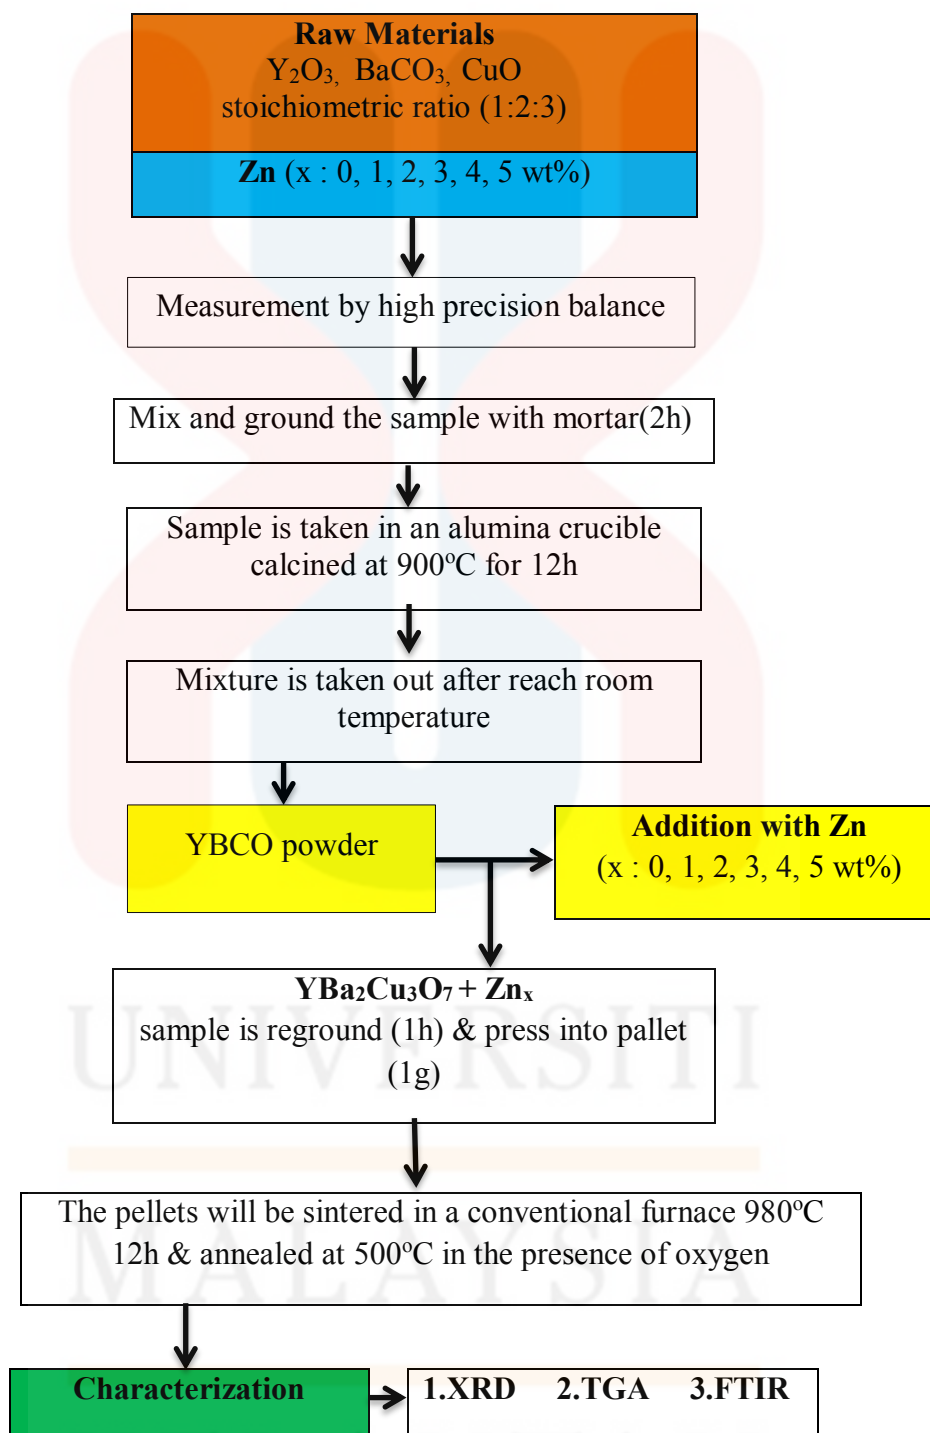 Raw Materials
Y₂O₃, BaCO₃, CuO
stoichiometric ratio (1:2:3)
Zn (x : 0, 1, 2, 3, 4, 5 wt%)
Measurement by high precision balance
Mix and ground the sample with mortar(2h)
Sample is taken in an alumina crucible
calcined at 900ºC for 12h
Mixture is taken out after reach room
temperature
YBCO powder
Addition with Zn
(x : 0, 1, 2, 3, 4, 5 wt%)
YBa₂Cu₃O₇ + Znₓ
sample is reground (1h) & press into pallet
(1g)
UNIVERSITI
The pellets will be sintered in a conventional furnace 980ºC
12h & annealed at 500ºC in the presence of oxygen
MALAYSIA
Characterization
1.XRD 2.TGA 3.FTIR